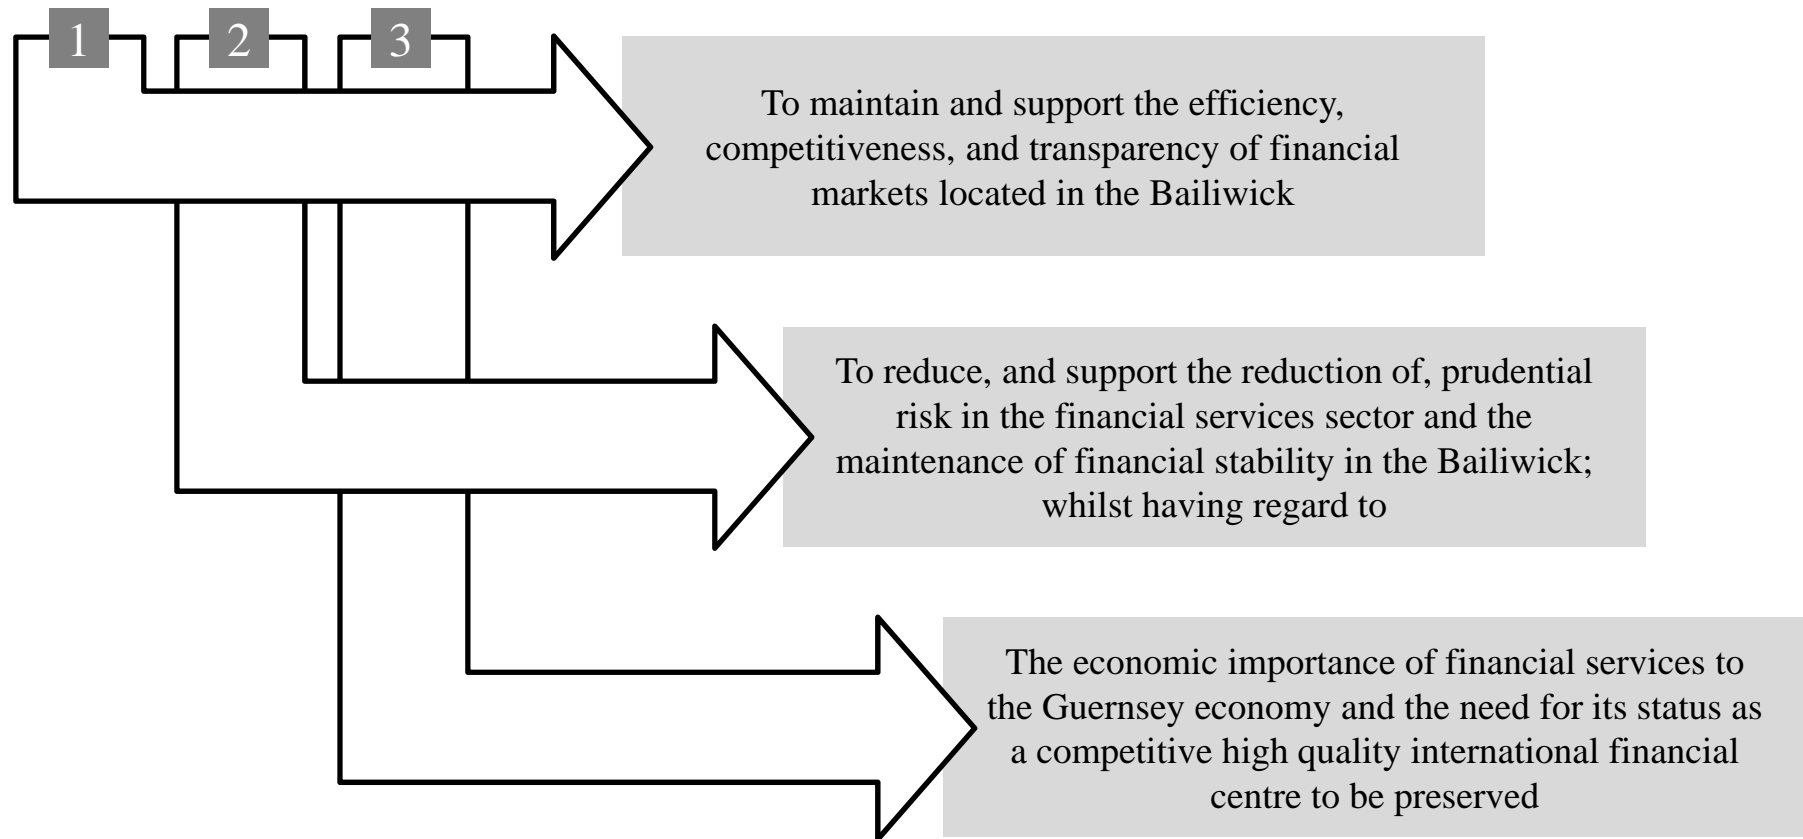 1 2 3
To maintain and support the efficiency,
competitiveness, and transparency of financial
markets located in the Bailiwick
To reduce, and support the reduction of, prudential
risk in the financial services sector and the
maintenance of financial stability in the Bailiwick;
whilst having regard to
The economic importance of financial services to
the Guernsey economy and the need for its status as
a competitive high quality international financial
centre to be preserved